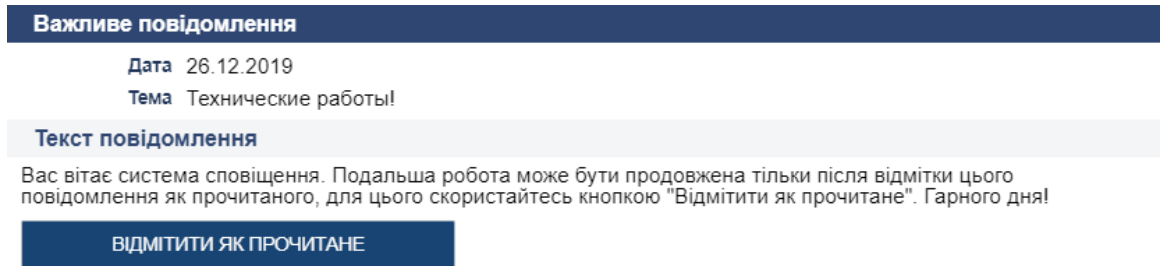 Важливе повідомлення
Дата 26.12.2019
Тема Технические работы!
Текст повідомлення
Вас вітає система сповіщення. Подальша робота може бути продовжена тільки після відмітки цього
повідомлення як прочитаного, для цього скористайтесь кнопкою "Відмітити як прочитане". Гарного дня!
ВІДМІТИТИ ЯК ПРОЧИТАНЕ